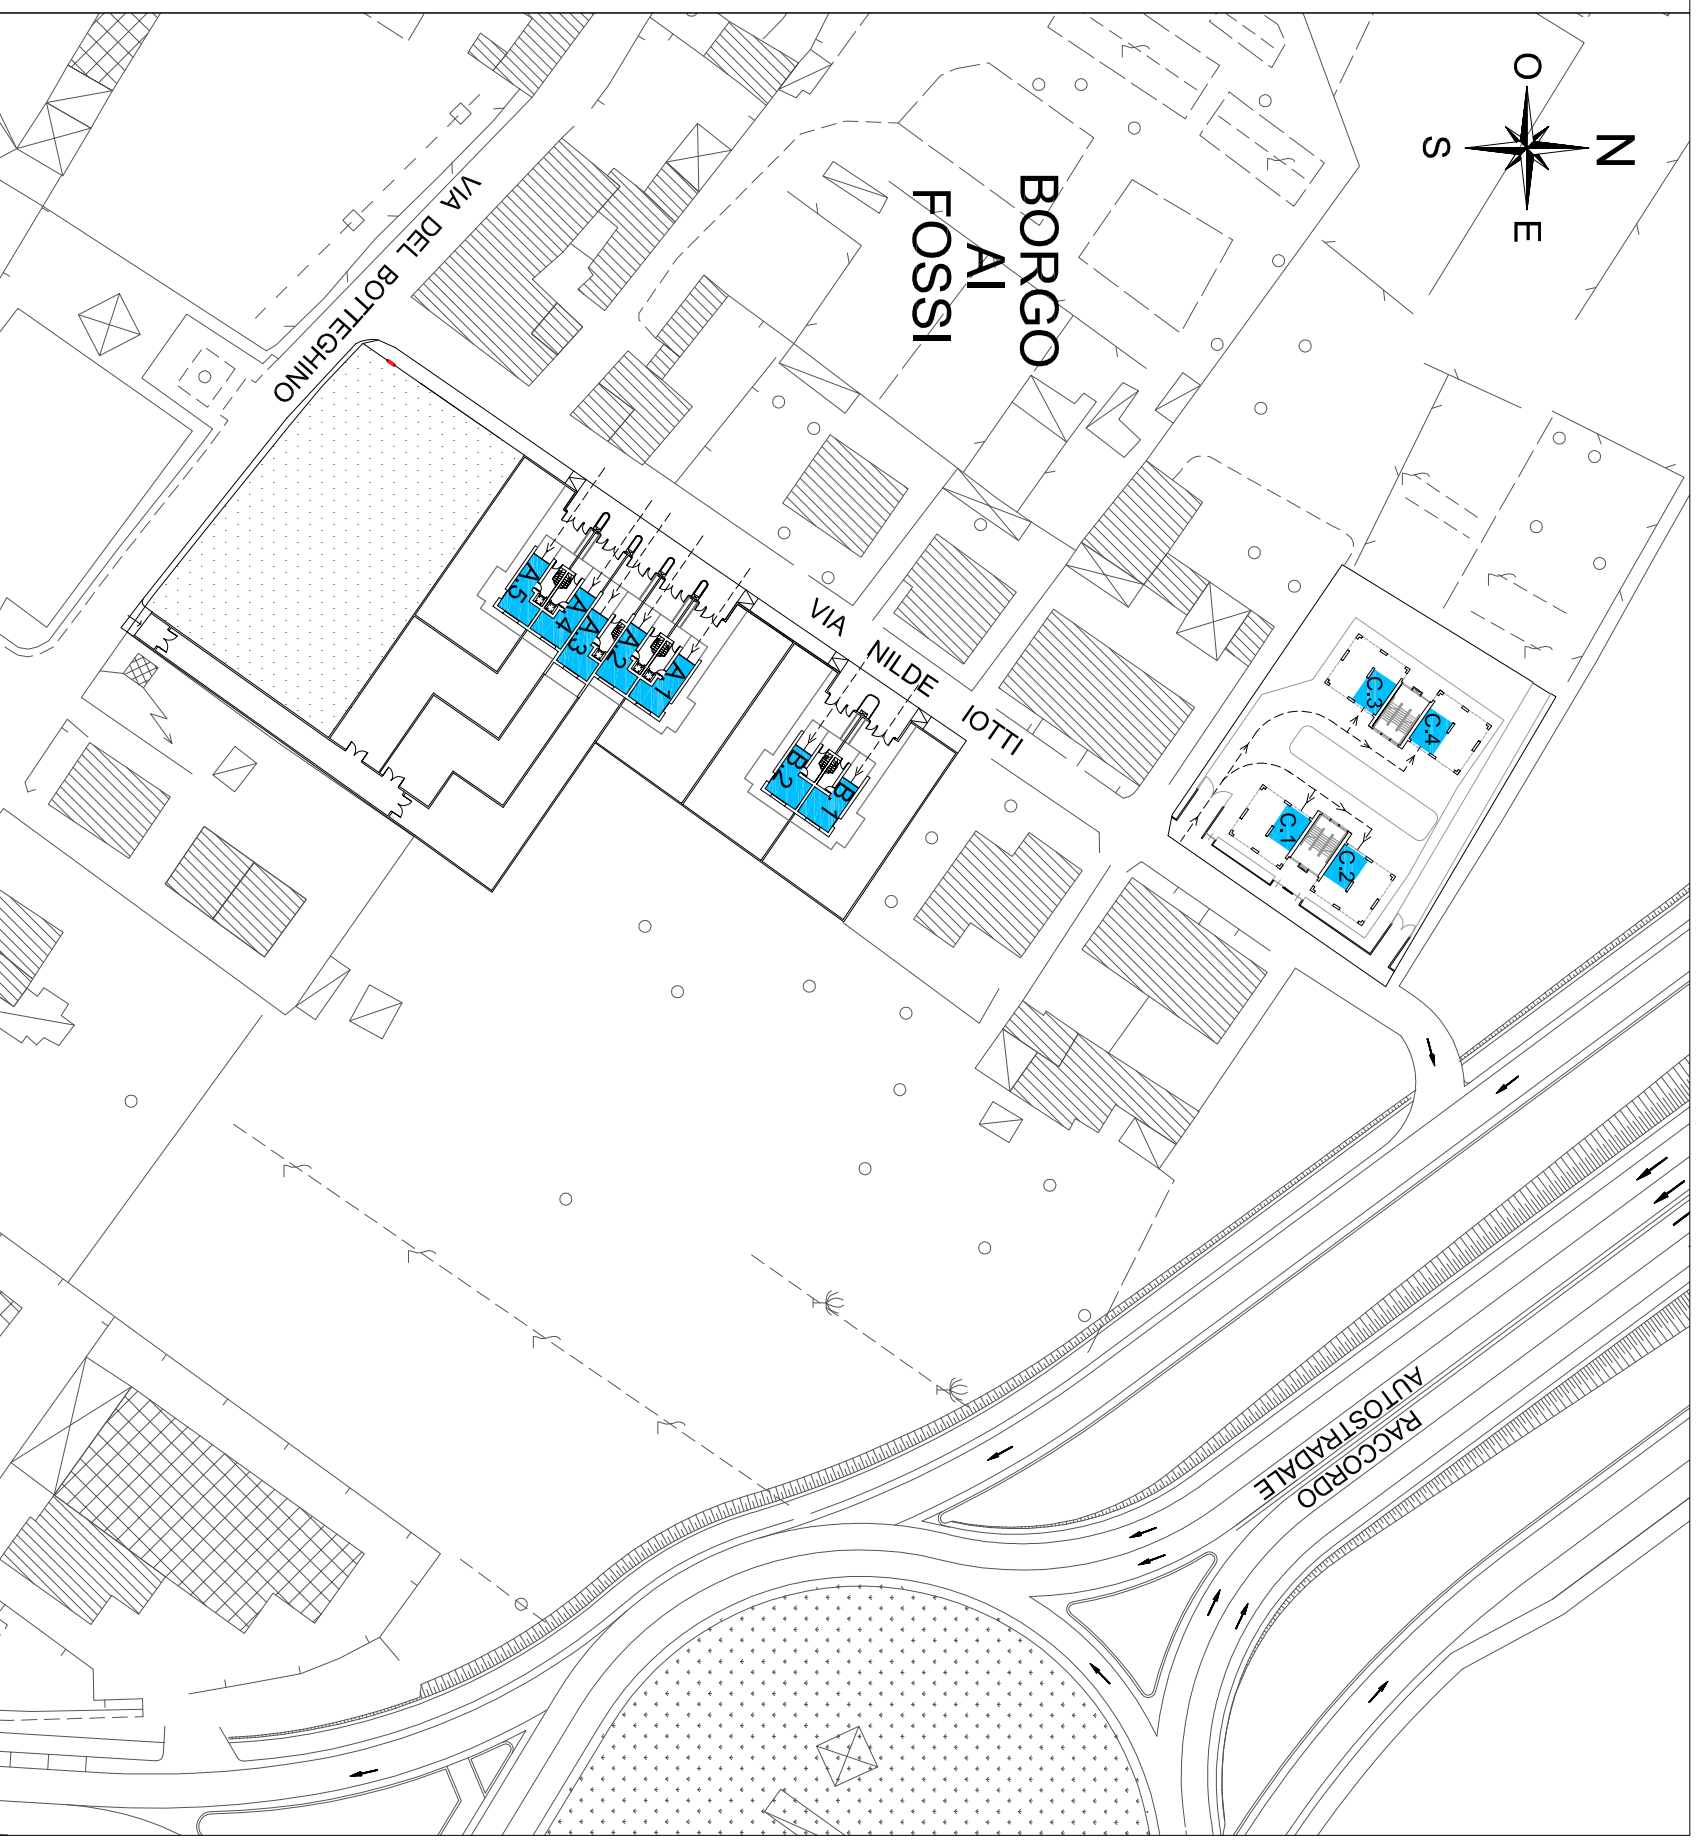 N
O
E
S
BORGO
AI
FOSSI
VIA DEL BOTTEGHINO
VIA NILDE IOTTI
A.5
A.4
A.3
A.2
A.1
B.2
B.1
C.3
C.4
C.1
C.2
RACCORDO
AUTOSTRADALE